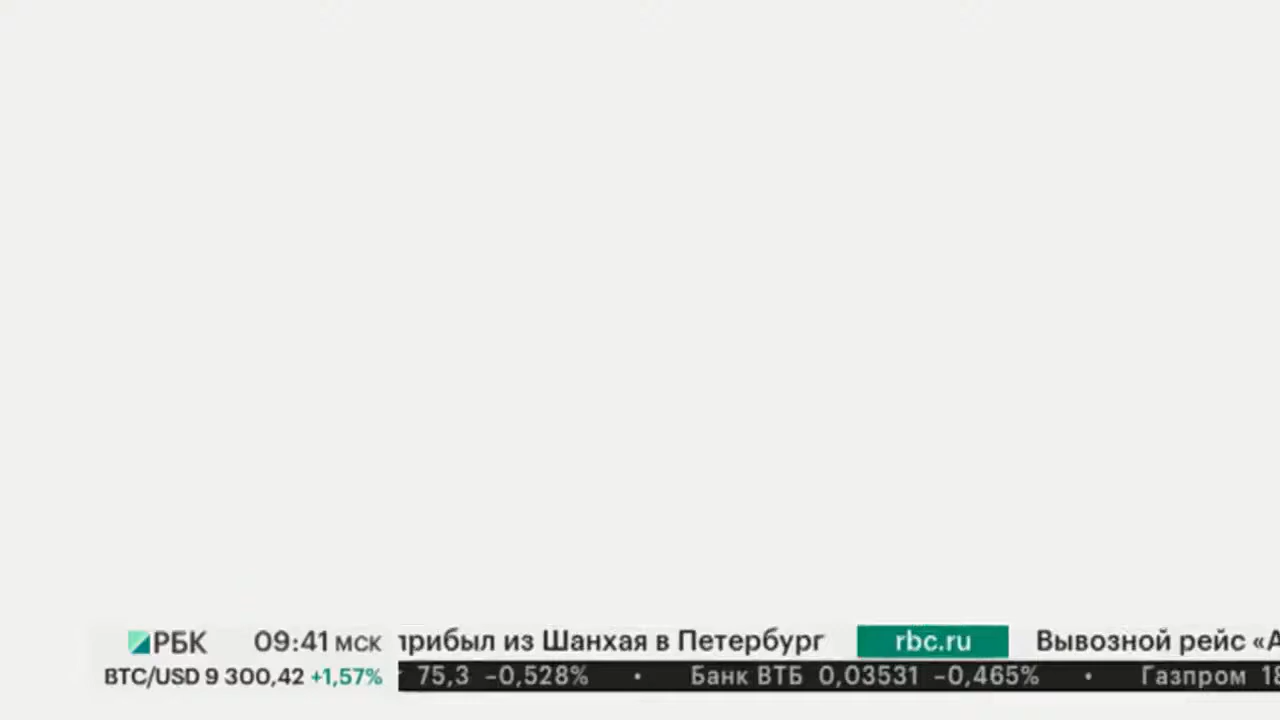 РБК 09:41 МСК прибыл из Шанхая в Петербург rbc.ru Вывозной рейс
BTC/USD 9 300,42 +1,57% 75,3 -0,528% • Банк ВТБ 0,03531 -0,465% • Газпром